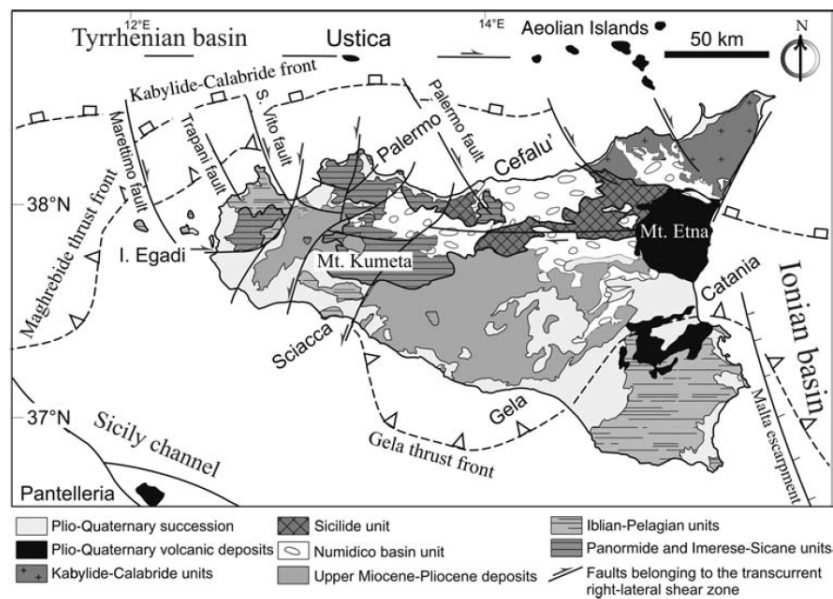 12°E
14°E
Tyrrhenian basin
Ustica
Aeolian Islands
50 km
N
Kabylide-Calabride front
Marettimo fault
Trapani fault
S. Vito fault
Palermo
Palermo fault
Cefalu'
38°N
Mt. Etna
I. Egadi
Mt. Kumeta
Maghrebide thrust front
Catania
Ionian basin
Sciacca
37°N
Gela
Gela thrust front
Malta escarpment
Sicily channel
Pantelleria
Plio-Quaternary succession
Plio-Quaternary volcanic deposits
Kabylide-Calabride units
Sicilide unit
Numidico basin unit
Upper Miocene-Pliocene deposits
Iblian-Pelagian units
Panormide and Imerese-Sicane units
Faults belonging to the transcurrent
right-lateral shear zone